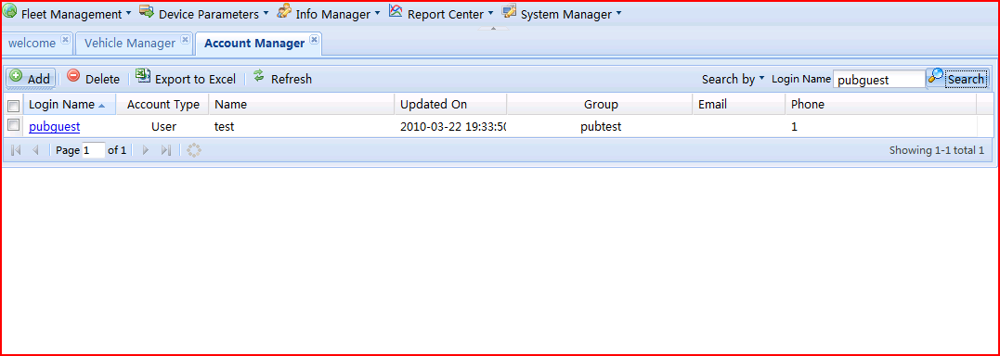 Fleet Management Device Parameters Info Manager Report Center System Manager
welcome Vehicle Manager Account Manager
Add Delete Export to Excel Refresh Search by Login Name pubguest Search
Login Name Account Type Name Updated On Group Email Phone
pubguest User test 2010-03-22 19:33:50 pubtest 1
Page 1 of 1 Showing 1-1 total 1